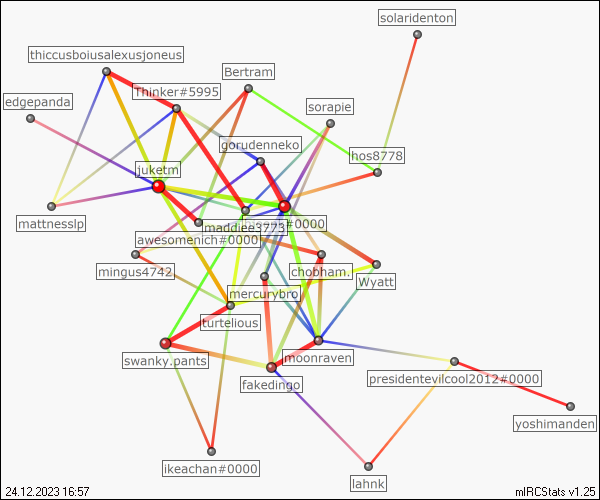 solaridenton
thiccusboiusalexusjoneus
Bertram
Thinker#5995
edgepanda
sorapie
gorudenneko
hos8778
juketm
mattnesslp
maddiee3773
#0000
awesomenich#0000
mingus4742
chobham.
Wyatt
mercurybro
turtelious
swanky.pants
moonraven
presidentevilcool2012#0000
fakedingo
yoshimanden
ikeachan#0000
lahnk
24.12.2023 16:57
mIRCStats v1.25